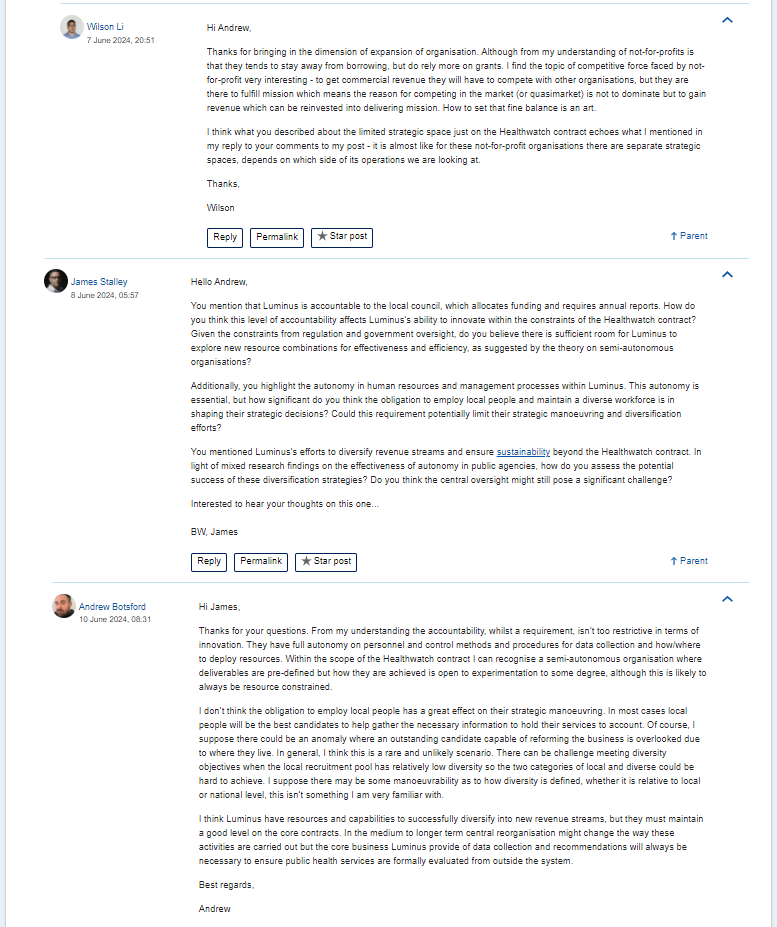 Wilson Li
7 June 2024, 20:51
Hi Andrew,
Thanks for bringing in the dimension of expansion of organisation. Although from my understanding of not-for-profits is
that they tends to stay away from borrowing, but do rely more on grants. I find the topic of competitive force faced by not-
for-profit very interesting - to get commercial revenue they will have to compete with other organisations, but they are
there to fulfill mission which means the reason for competing in the market (or quasimarket) is not to dominate but to gain
revenue which can be reinvested into delivering mission. How to set that fine balance is an art.
I think what you described about the limited strategic space just on the Healthwatch contract echoes what I mentioned in
my reply to your comments to my post - it is almost like for these not-for-profit organisations there are separate strategic
spaces, depends on which side of its operations we are looking at.
Thanks,
Wilson
Reply Permalink ★ Star post ↑ Parent
James Stalley
8 June 2024, 05:57
Hello Andrew,
You mention that Luminus is accountable to the local council, which allocates funding and requires annual reports. How do
you think this level of accountability affects Luminus's ability to innovate within the constraints of the Healthwatch contract?
Given the constraints from regulation and government oversight, do you believe there is sufficient room for Luminus to
explore new resource combinations for effectiveness and efficiency, as suggested by the theory on semi-autonomous
organisations?
Additionally, you highlight the autonomy in human resources and management processes within Luminus. This autonomy is
essential, but how significant do you think the obligation to employ local people and maintain a diverse workforce is in
shaping their strategic decisions? Could this requirement potentially limit their strategic manoeuvring and diversification
efforts?
You mentioned Luminus's efforts to diversify revenue streams and ensure sustainability beyond the Healthwatch contract. In
light of mixed research findings on the effectiveness of autonomy in public agencies, how do you assess the potential
success of these diversification strategies? Do you think the central oversight might still pose a significant challenge?
Interested to hear your thoughts on this one...
BW, James
Reply Permalink ★ Star post ↑ Parent
Andrew Botsford
10 June 2024, 08:31
Hi James,
Thanks for your questions. From my understanding the accountability, whilst a requirement, isn't too restrictive in terms of
innovation. They have full autonomy on personnel and control methods and procedures for data collection and how/where
to deploy resources. Within the scope of the Healthwatch contract I can recognise a semi-autonomous organisation where
deliverables are pre-defined but how they are achieved is open to experimentation to some degree, although this is likely to
always be resource constrained.
I don't think the obligation to employ local people has a great effect on their strategic manoeuvring. In most cases local
people will be the best candidates to help gather the necessary information to hold their services to account. Of course, I
suppose there could be an anomaly where an outstanding candidate capable of reforming the business is overlooked due
to where they live. In general, I think this is a rare and unlikely scenario. There can be challenge meeting diversity
objectives when the local recruitment pool has relatively low diversity so the two categories of local and diverse could be
hard to achieve. I suppose there may be some manoeuvrability as to how diversity is defined, whether it is relative to local
or national level, this isn't something I am very familiar with.
I think Luminus have resources and capabilities to successfully diversify into new revenue streams, but they must maintain
a good level on the core contracts. In the medium to longer term central reorganisation might change the way these
activities are carried out but the core business Luminus provide of data collection and recommendations will always be
necessary to ensure public health services are formally evaluated from outside the system.
Best regards,
Andrew